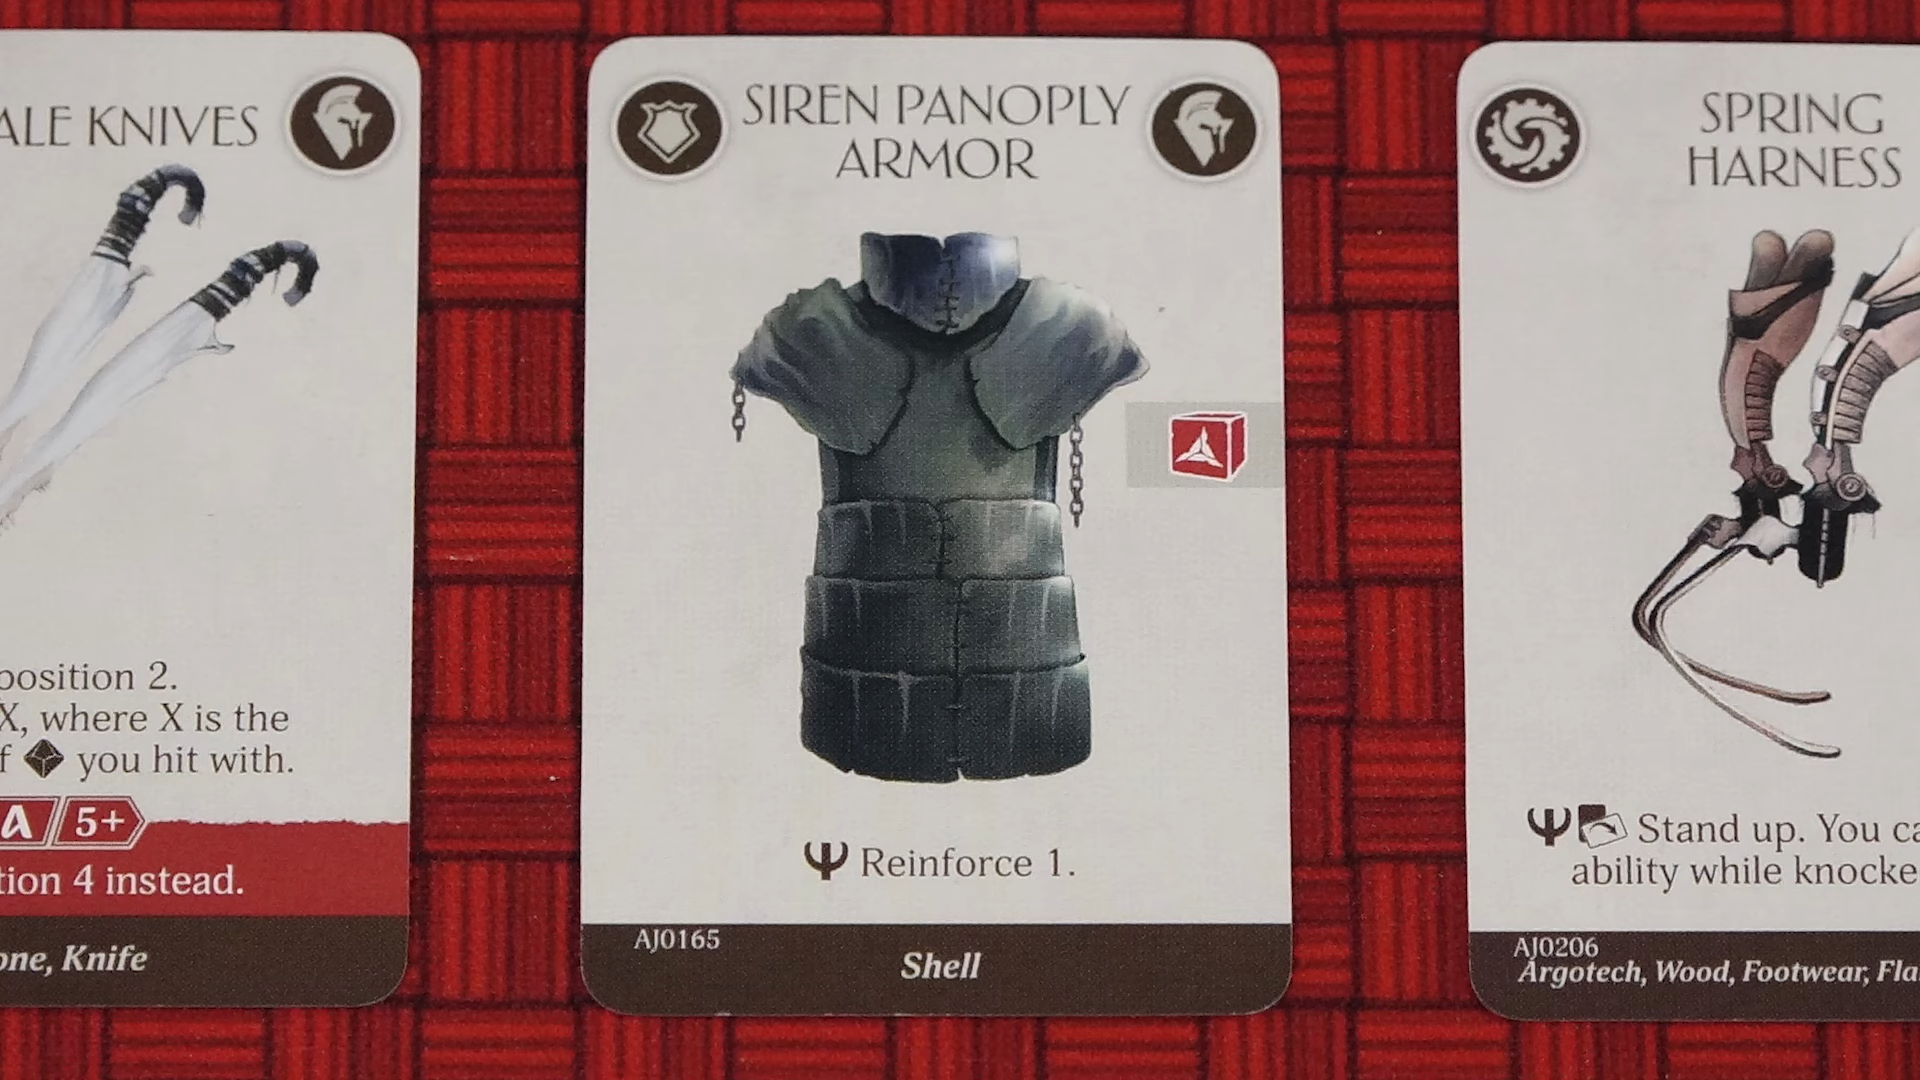 ALE KNIVES
position 2.
X, where X is the
f you hit with.
A 5+
tion 4 instead.
one, Knife
SIREN PANOPLY
ARMOR
Reinforce 1.
AJ0165
Shell
SPRING
HARNESS
Stand up. You ca
ability while knocke
AJ0206
Argotech, Wood, Footwear, Fla